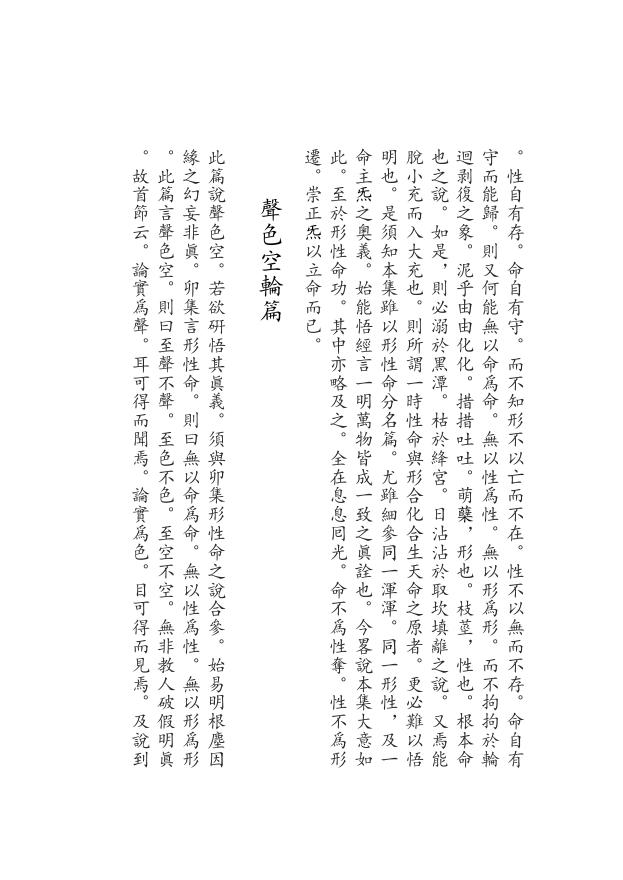 。性自有存。命自有守。而不知形不以亡而不在。性不以無而不存。命自有
守而能歸。則又何能無以命爲命。無以性爲性。無以形爲形。而不拘拘於輪
迴剥復之象。泥乎由由化化。措措吐吐。萌蘖，形也。枝莖，性也。根本命
也之說。如是，則必溺於黑潭。枯於絳宮。日沾沾於取坎填離之說。又焉能
脫小充而入大充也。則所謂一時性命與形合化合生天命之原者。更必難以悟
明也。是須知本集雖以形性命分名篇。尤雖細參同一渾渾。同一形性，及一
命主炁之奧義。始能悟經言一明萬物皆成一致之眞詮也。今畧說本集大意如
此。至於形性命功。其中亦略及之。全在息息囘光。命不爲性奪。性不爲形
遷。崇正炁以立命而已。
聲色空輪篇
此篇說聲色空。若欲硏悟其眞義。須與卯集形性命之說合參。始易明根塵因
緣之幻妄非眞。卯集言形性命。則曰無以命爲命。無以性爲性。無以形爲形
。此篇言聲色空。則曰至聲不聲。至色不色。至空不空。無非教人破假明眞
。故首節云。論實爲聲。耳可得而聞焉。論實爲色。目可得而見焉。及說到